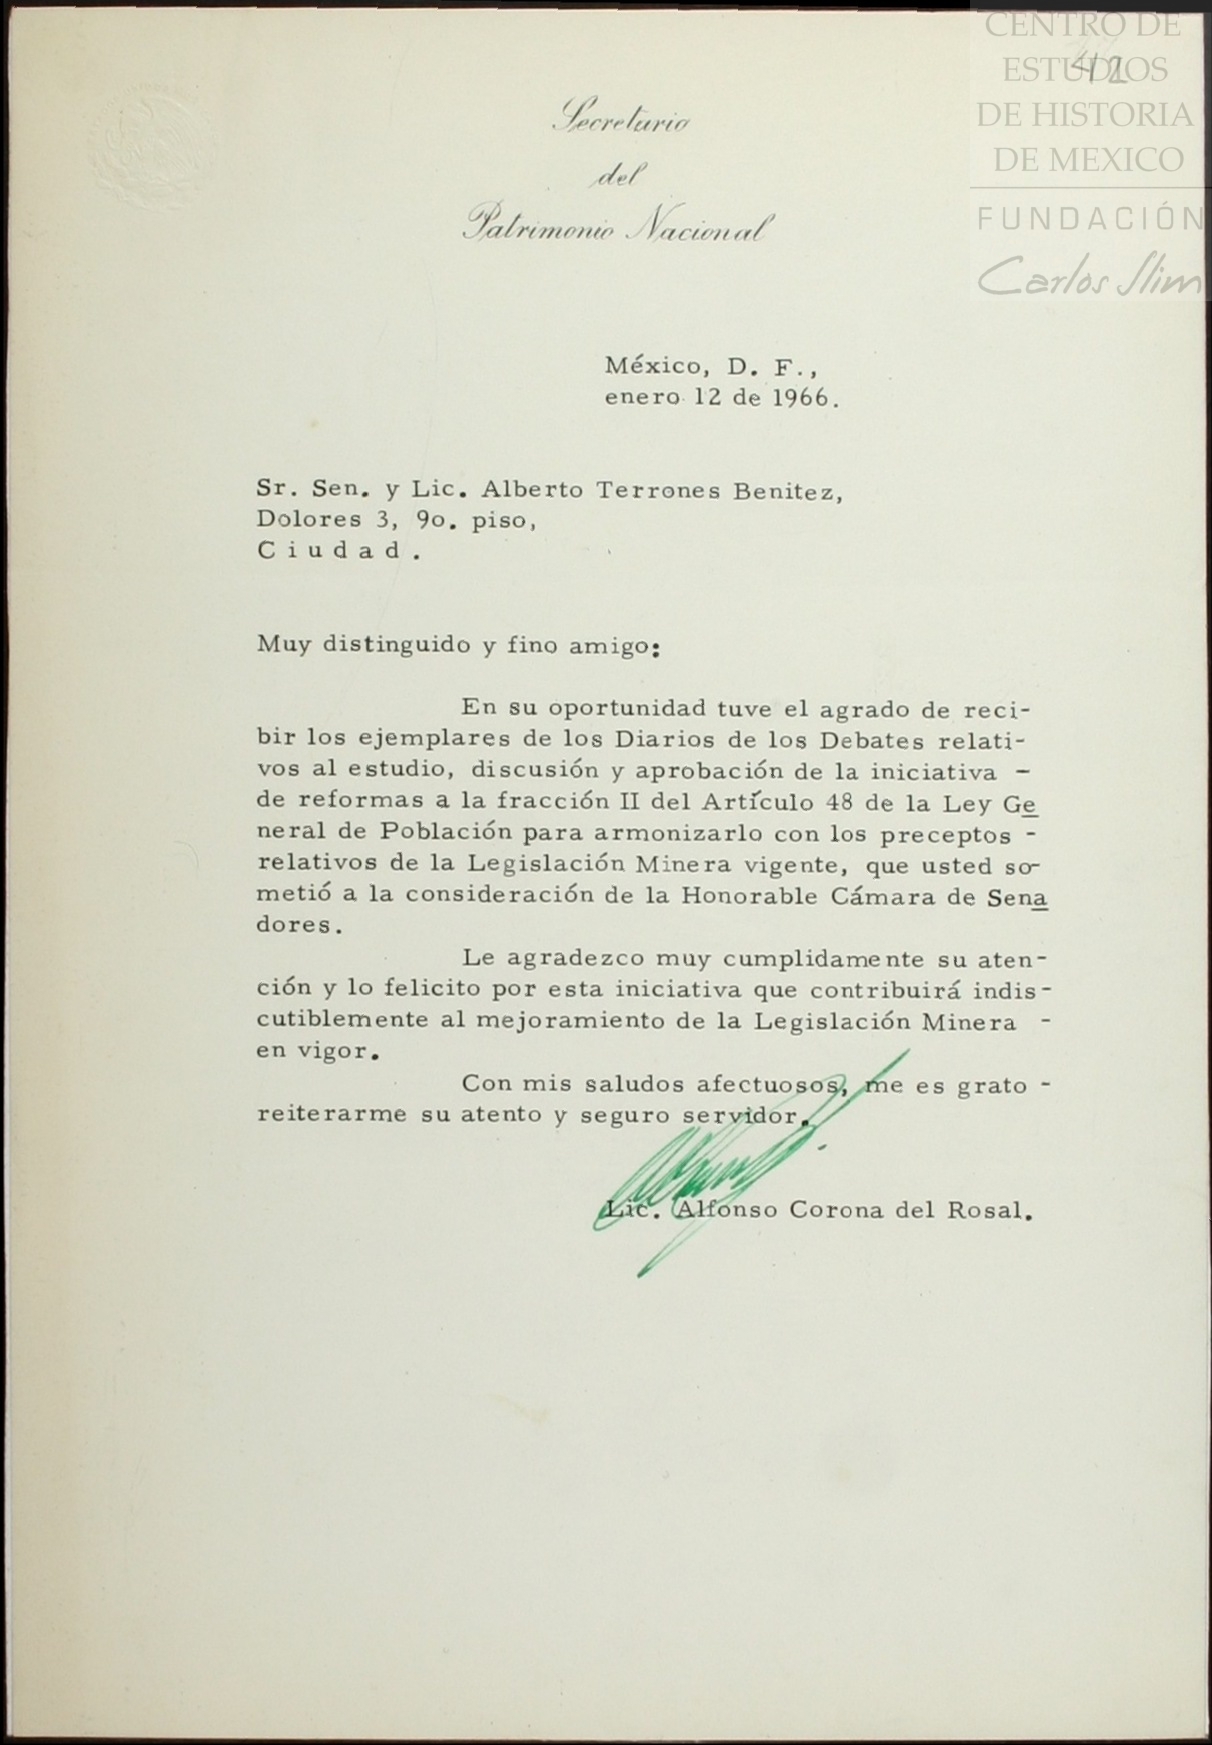 CENTRO DE
ESTUDIOS
DE HISTORIA
DE MEXICO
FUNDACIÓN
Carlos Slim
42
Secretario
del
Patrimonio Nacional
México, D. F.,
enero 12 de 1966.
Sr. Sen. y Lic. Alberto Terrones Benitez,
Dolores 3, 9o. piso,
C i u d a d .
Muy distinguido y fino amigo:
En su oportunidad tuve el agrado de reci-
bir los ejemplares de los Diarios de los Debates relati-
vos al estudio, discusión y aprobación de la iniciativa -
de reformas a la fracción II del Artículo 48 de la Ley Ge
neral de Población para armonizarlo con los preceptos -
relativos de la Legislación Minera vigente, que usted so-
metió a la consideración de la Honorable Cámara de Sena
dores.
Le agradezco muy cumplidamente su aten-
ción y lo felicito por esta iniciativa que contribuirá indis-
cutiblemente al mejoramiento de la Legislación Minera -
en vigor.
Con mis saludos afectuosos, me es grato -
reiterarme su atento y seguro servidor.
Lic. Alfonso Corona del Rosal.